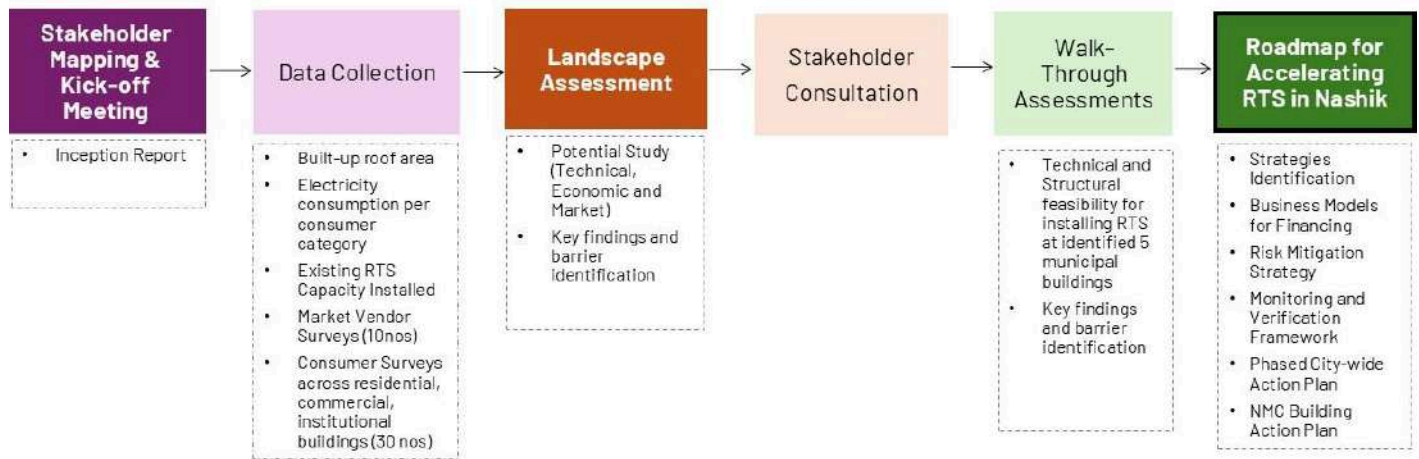 Stakeholder
Mapping &
Kick-off
Meeting
• Inception Report
Data Collection
• Built-up roof area
• Electricity
consumption per
consumer
category
• Existing RTS
Capacity Installed
• Market Vendor
Surveys (10nos)
• Consumer Surveys
across residential,
commercial,
institutional
buildings (30 nos)
Landscape
Assessment
• Potential Study
(Technical,
Economic and
Market)
• Key findings and
barrier
identification
Stakeholder
Consultation
Walk-
Through
Assessments
• Technical and
Structural
feasibility for
installing RTS
at identified 5
municipal
buildings
• Key findings
and barrier
identification
Roadmap for
Accelerating
RTS in Nashik
• Strategies
Identification
• Business Models
for Financing
• Risk Mitigation
Strategy
• Monitoring and
Verification
Framework
• Phased City-wide
Action Plan
• NMC Building
Action Plan